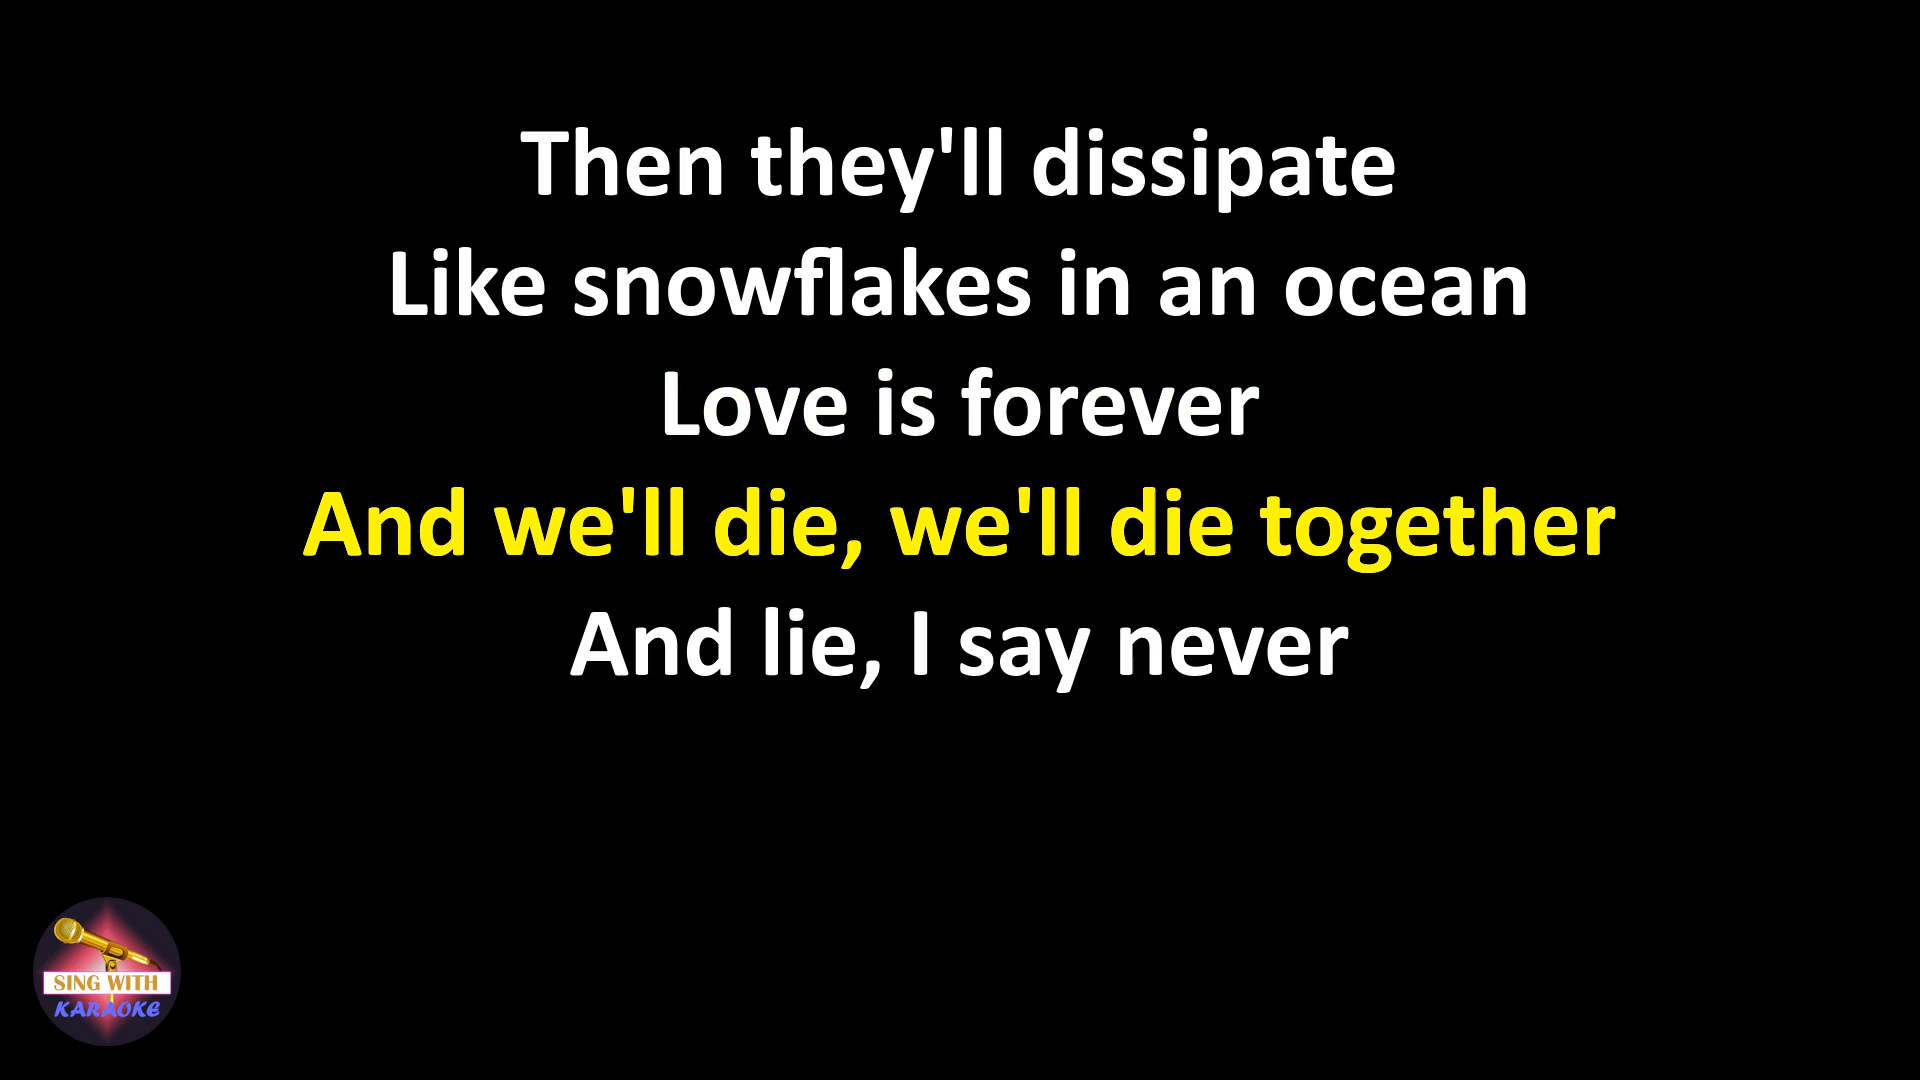 Then they'll dissipate
Like snowflakes in an ocean
Love is forever
And we'll die, we'll die together
And lie, I say never
SING WITH
KARAOKE